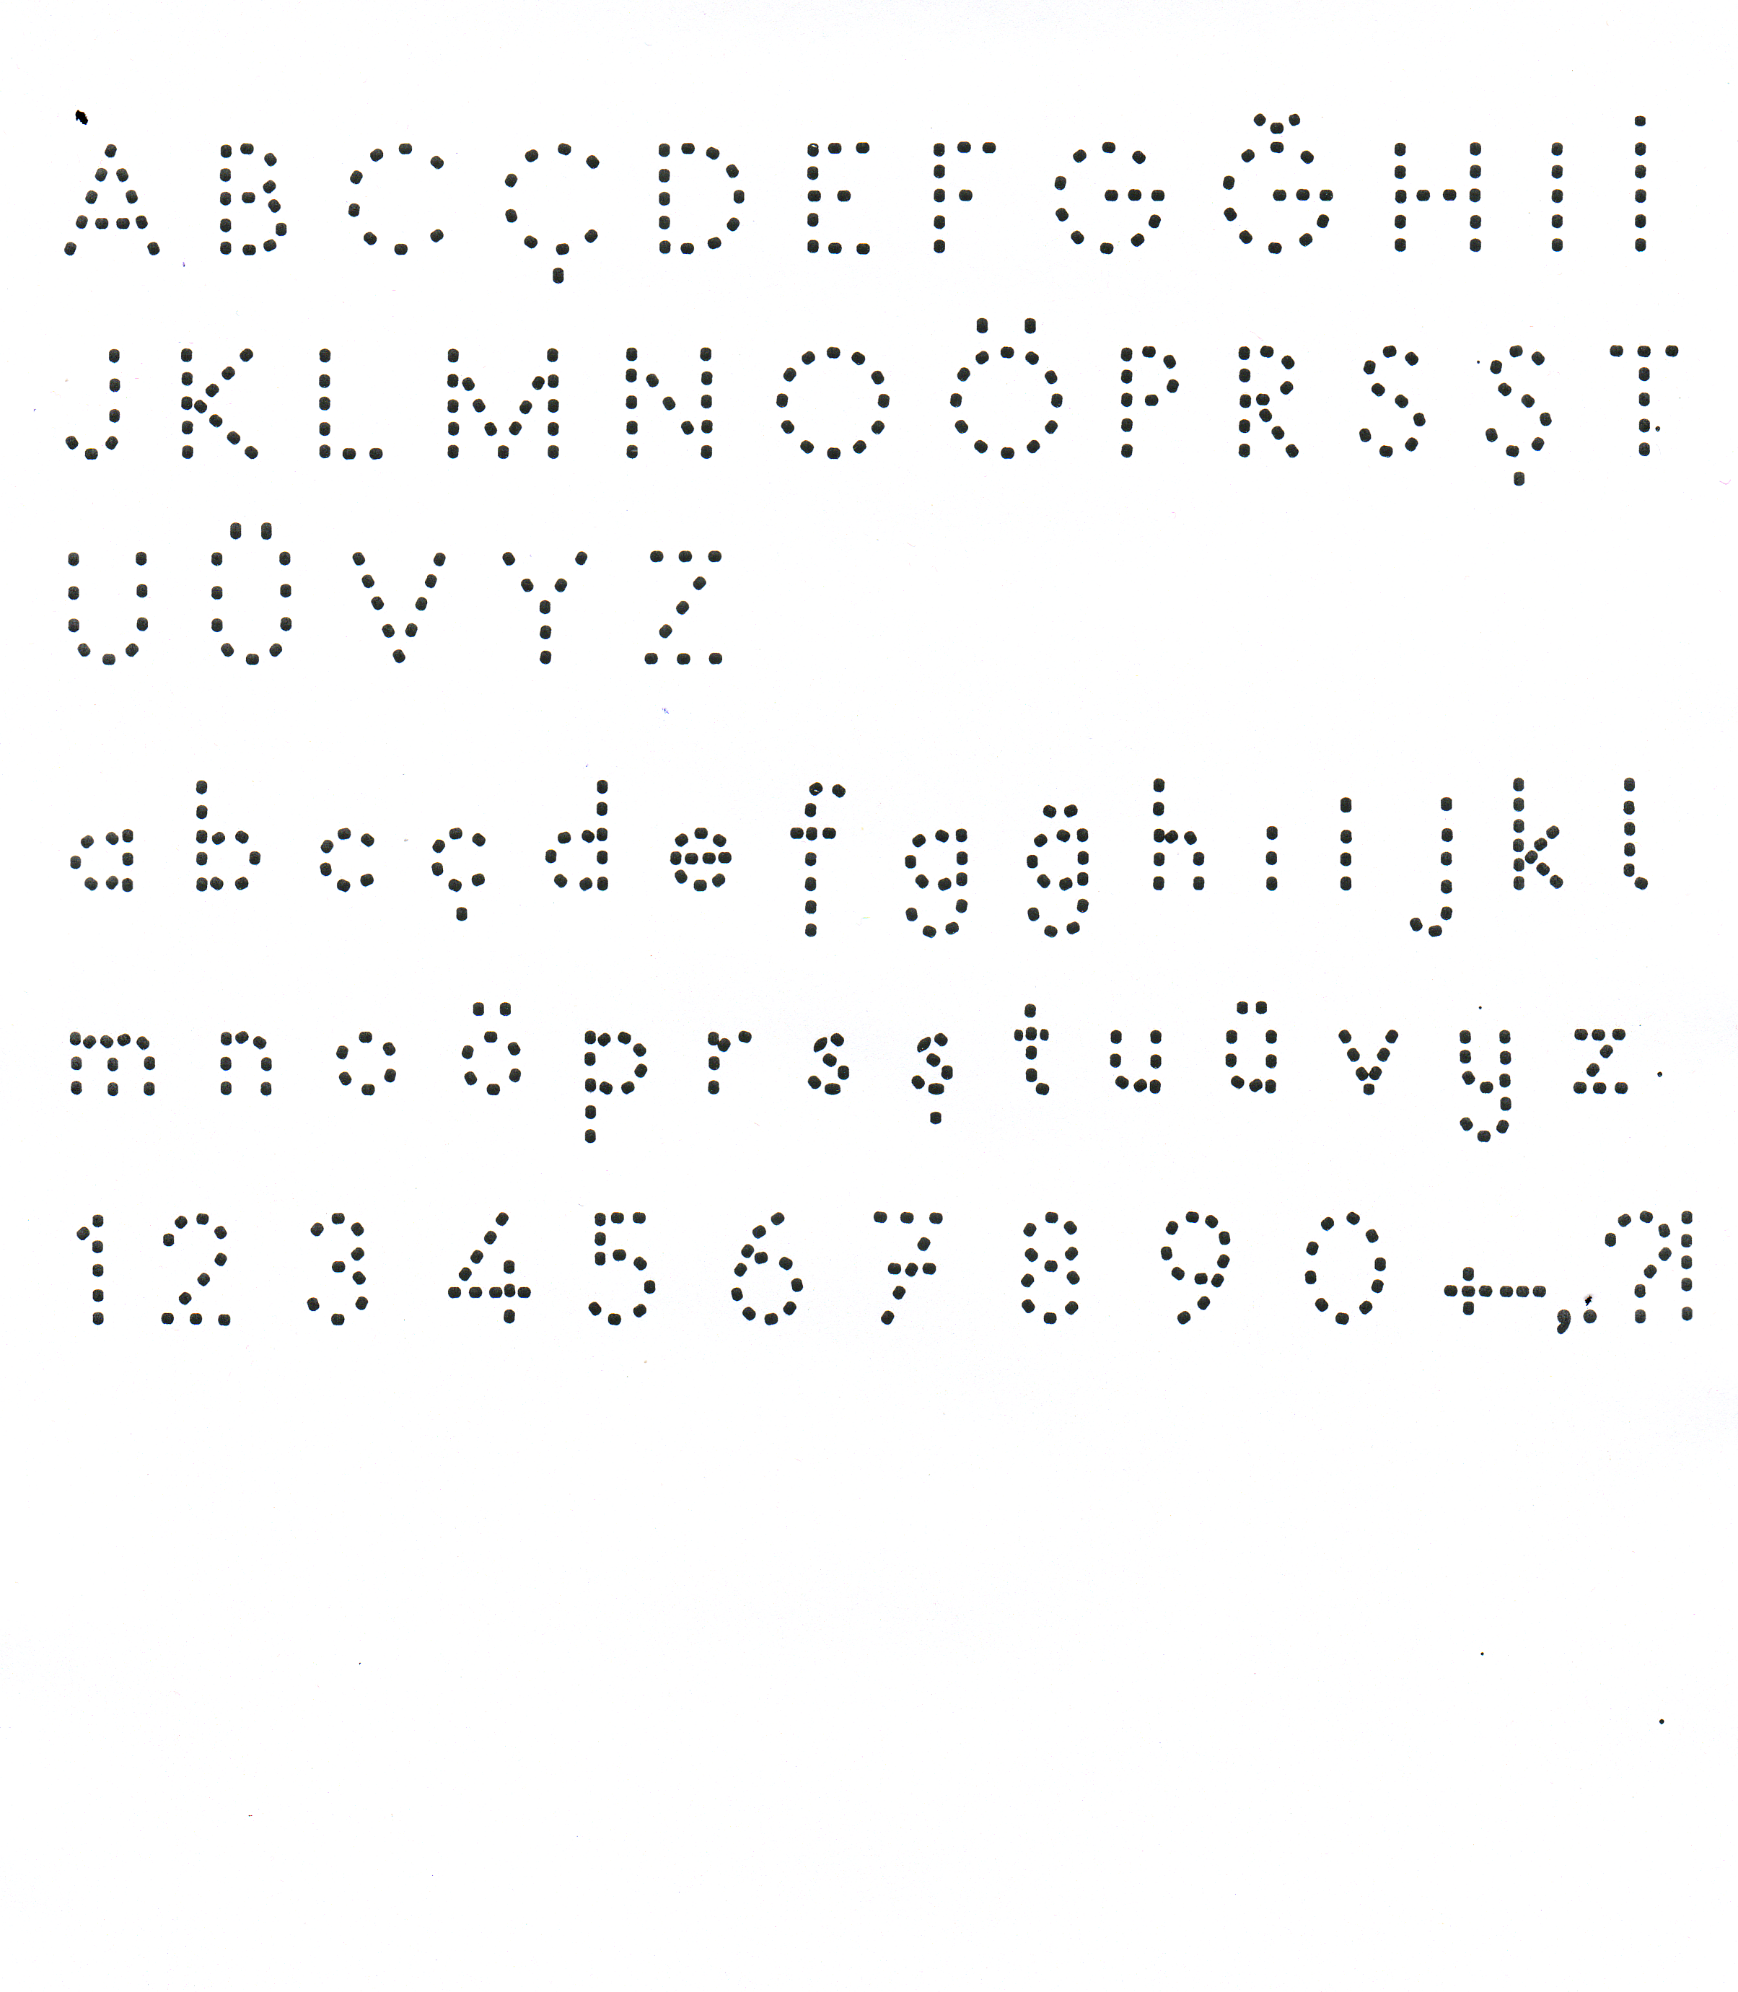 A B C Ç D E F G Ğ H I İ
J K L M N O Ö P R S Ş T
U Ü V Y Z
a b c ç d e f g ğ h ı i j k l
m n o ö p r s ş t u ü v y z
1 2 3 4 5 6 7 8 9 0 + - , . ? !